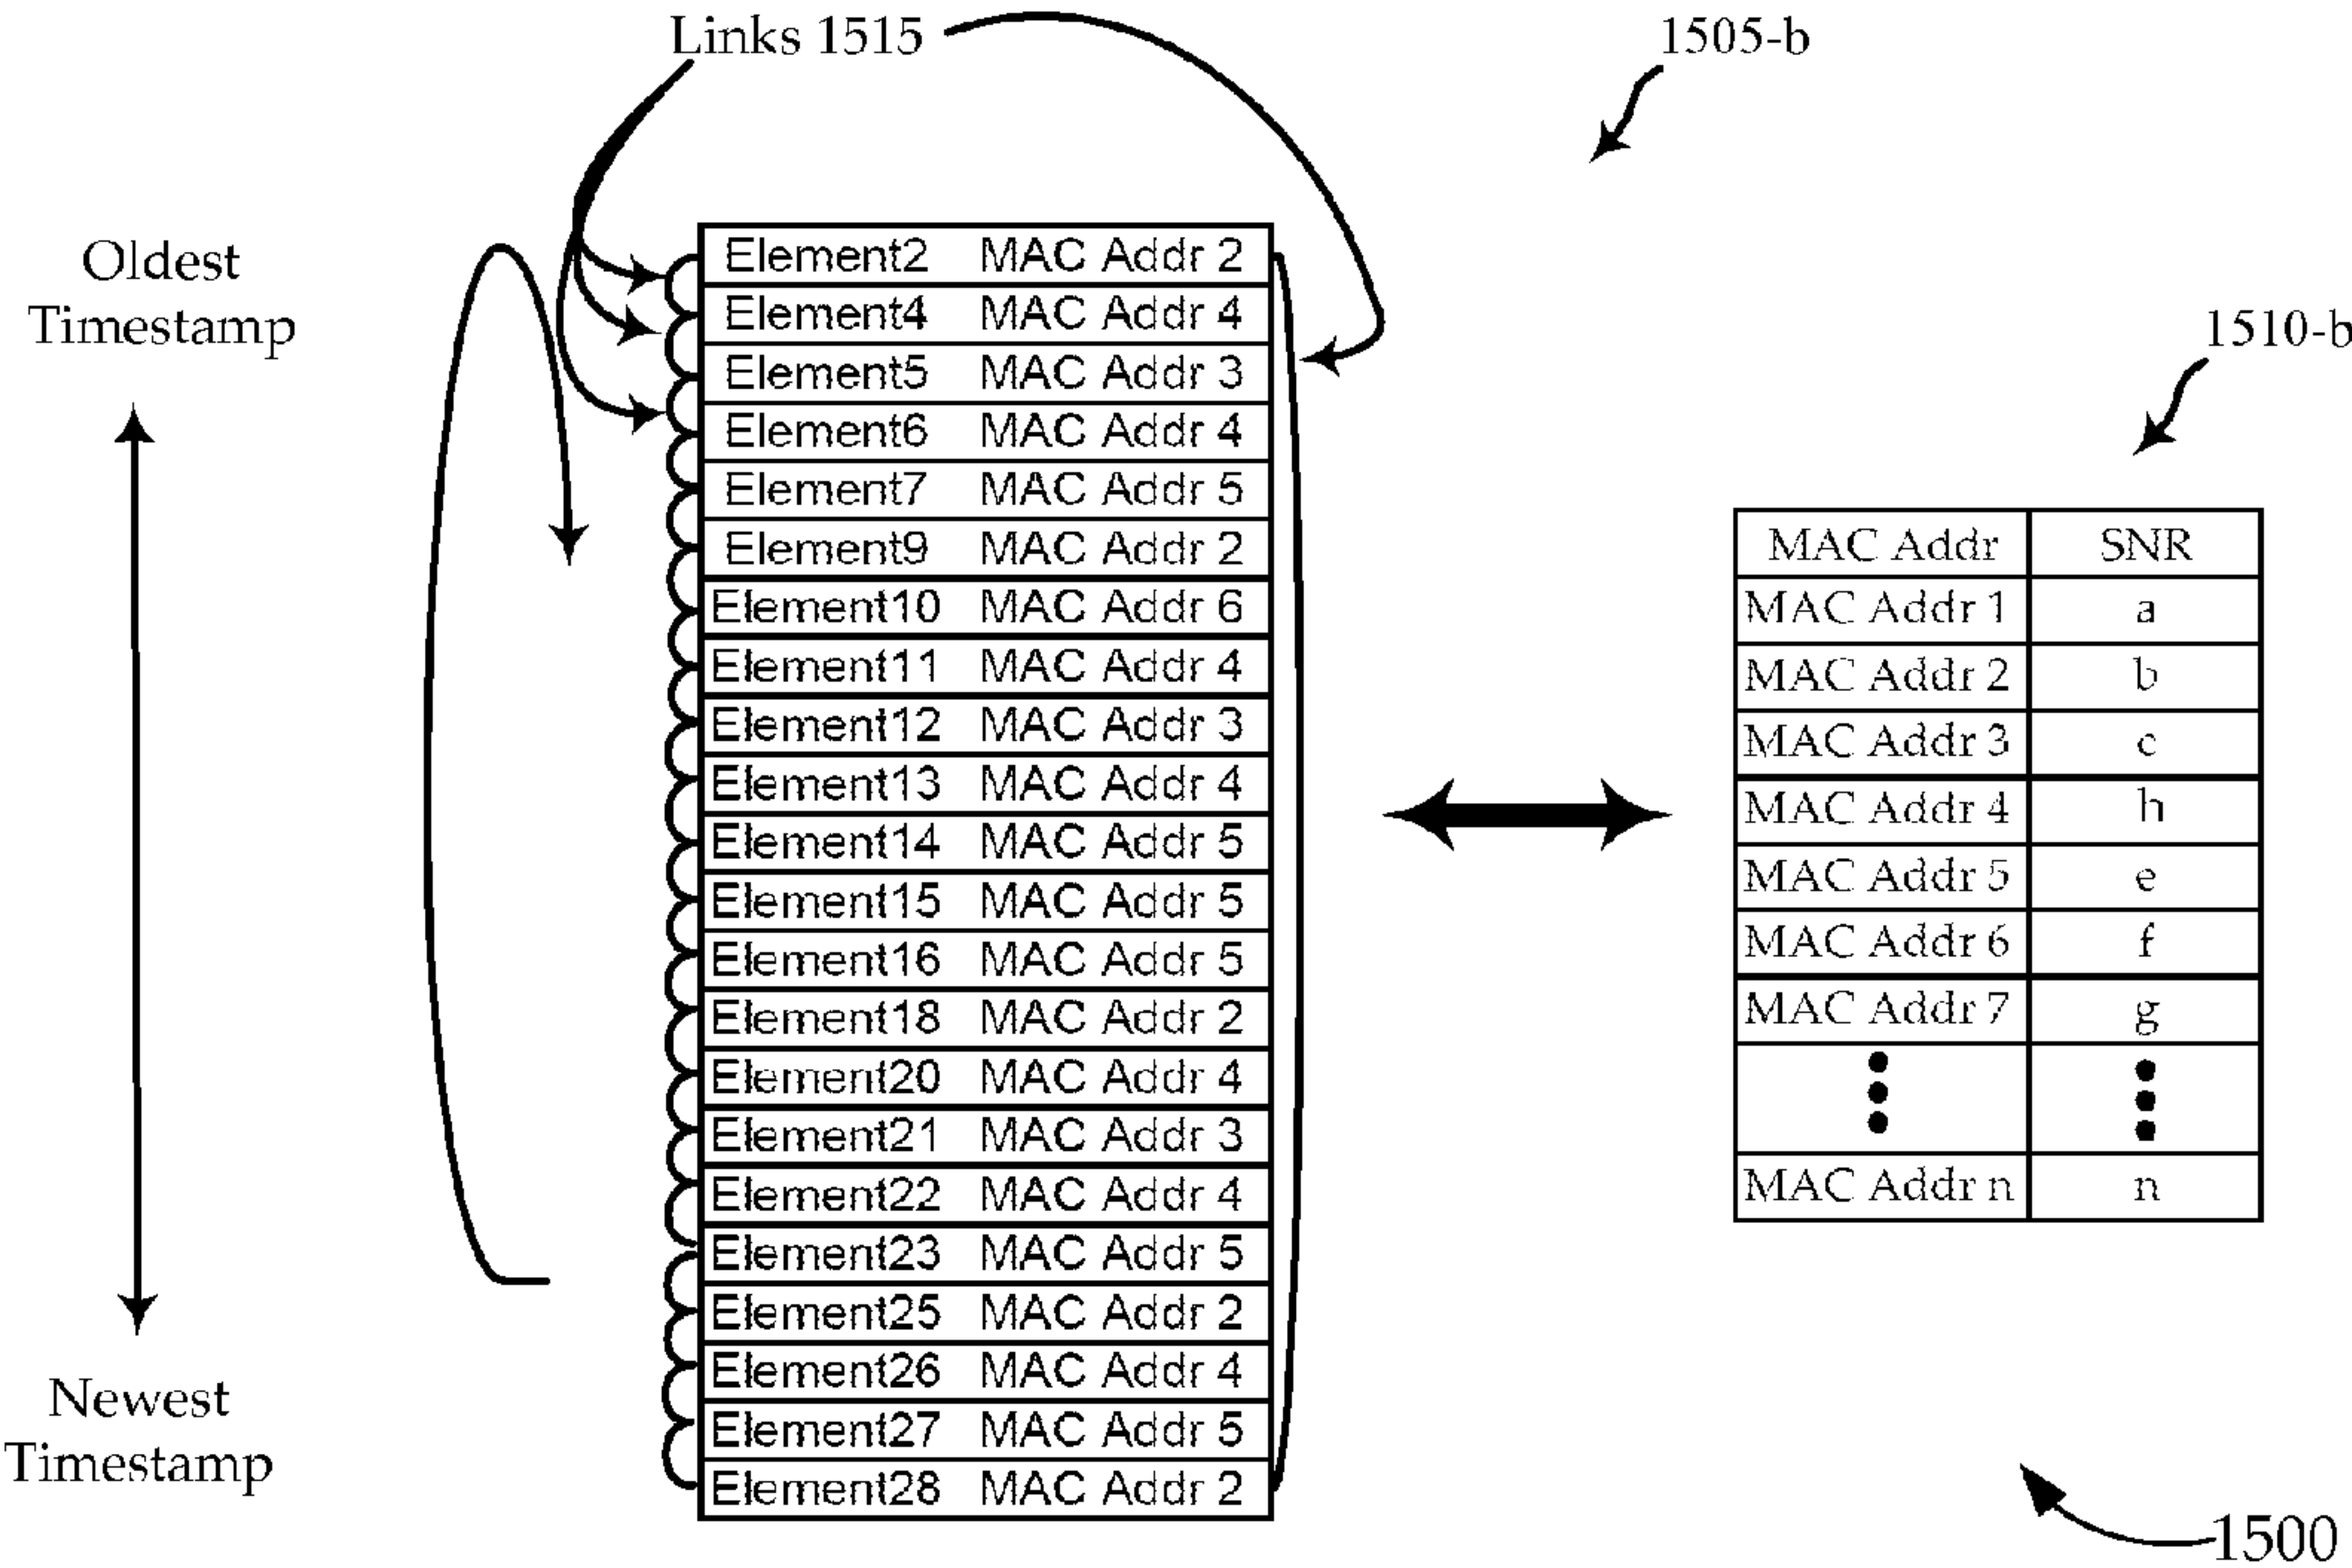 Links 1515
1505-b
Oldest
Timestamp
Newest
Timestamp
Element2 MAC Addr 2
Element4 MAC Addr 4
Element5 MAC Addr 3
Element6 MAC Addr 4
Element7 MAC Addr 5
Element9 MAC Addr 2
Element10 MAC Addr 6
Element11 MAC Addr 4
Element12 MAC Addr 3
Element13 MAC Addr 4
Element14 MAC Addr 5
Element15 MAC Addr 5
Element16 MAC Addr 5
Element18 MAC Addr 2
Element20 MAC Addr 4
Element21 MAC Addr 3
Element22 MAC Addr 4
Element23 MAC Addr 5
Element25 MAC Addr 2
Element26 MAC Addr 4
Element27 MAC Addr 5
Element28 MAC Addr 2
1510-b
MAC Addr SNR
MAC Addr 1 a
MAC Addr 2 b
MAC Addr 3 c
MAC Addr 4 h
MAC Addr 5 e
MAC Addr 6 f
MAC Addr 7 g
MAC Addr n n
1500